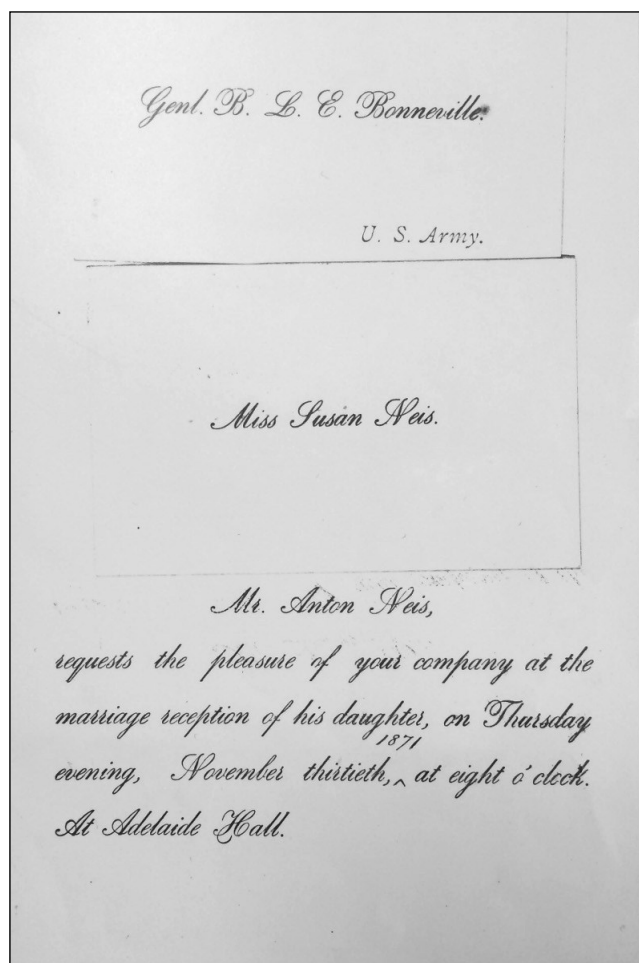 Genl. B. L. E. Bonneville.
U. S. Army.
Miss Susan Neis.
Mr. Anton Neis,
requests the pleasure of your company at the
marriage reception of his daughter, on Thursday
1871
evening, November thirtieth, ^ at eight o'clock.
At Adelaide Hall.